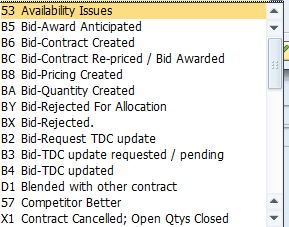 53 Availability Issues
B5 Bid-Award Anticipated
B6 Bid-Contract Created
BC Bid-Contract Re-priced / Bid Awarded
B8 Bid-Pricing Created
BA Bid-Quantity Created
BY Bid-Rejected For Allocation
BX Bid-Rejected.
B2 Bid-Request TDC update
B3 Bid-TDC update requested / pending
B4 Bid-TDC updated
D1 Blended with other contract
57 Competitor Better
X1 Contract Cancelled; Open Qtys Closed